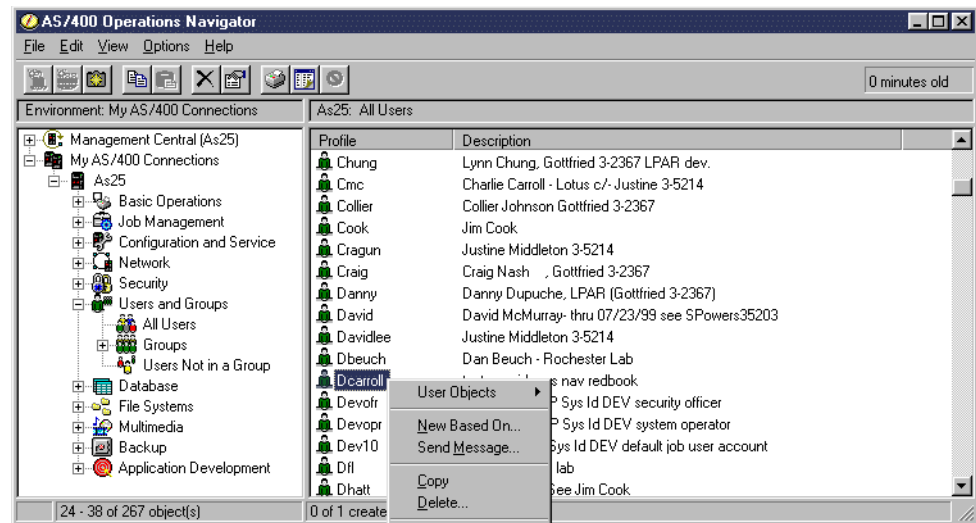 AS/400 Operations Navigator
File Edit View Options Help
0 minutes old
Environment: My AS/400 Connections
As25: All Users
Management Central (As25)
My AS/400 Connections
As25
Basic Operations
Job Management
Configuration and Service
Network
Security
Users and Groups
All Users
Groups
Users Not in a Group
Database
File Systems
Multimedia
Backup
Application Development
Profile Description
Chung Lynn Chung, Gottfried 3-2367 LPAR dev.
Cmc Charlie Carroll - Lotus c/- Justine 3-5214
Collier Collier Johnson Gottfried 3-2367
Cook Jim Cook
Cragun Justine Middleton 3-5214
Craig Craig Nash , Gottfried 3-2367
Danny Danny Dupuche, LPAR (Gottfried 3-2367)
David David McMurray- thru 07/23/99 see SPowers35203
Davidlee Justine Middleton 3-5214
Dbeuch Dan Beuch - Rochester Lab
Dcarroll s nav redbook
Devofr P Sys Id DEV security officer
Devopr P Sys Id DEV system operator
Dev10 Sys Id DEV default job user account
Dfl lab
Dhatt See Jim Cook
User Objects
New Based On...
Send Message...
Copy
Delete...
24 - 38 of 267 object(s)
0 of 1 create